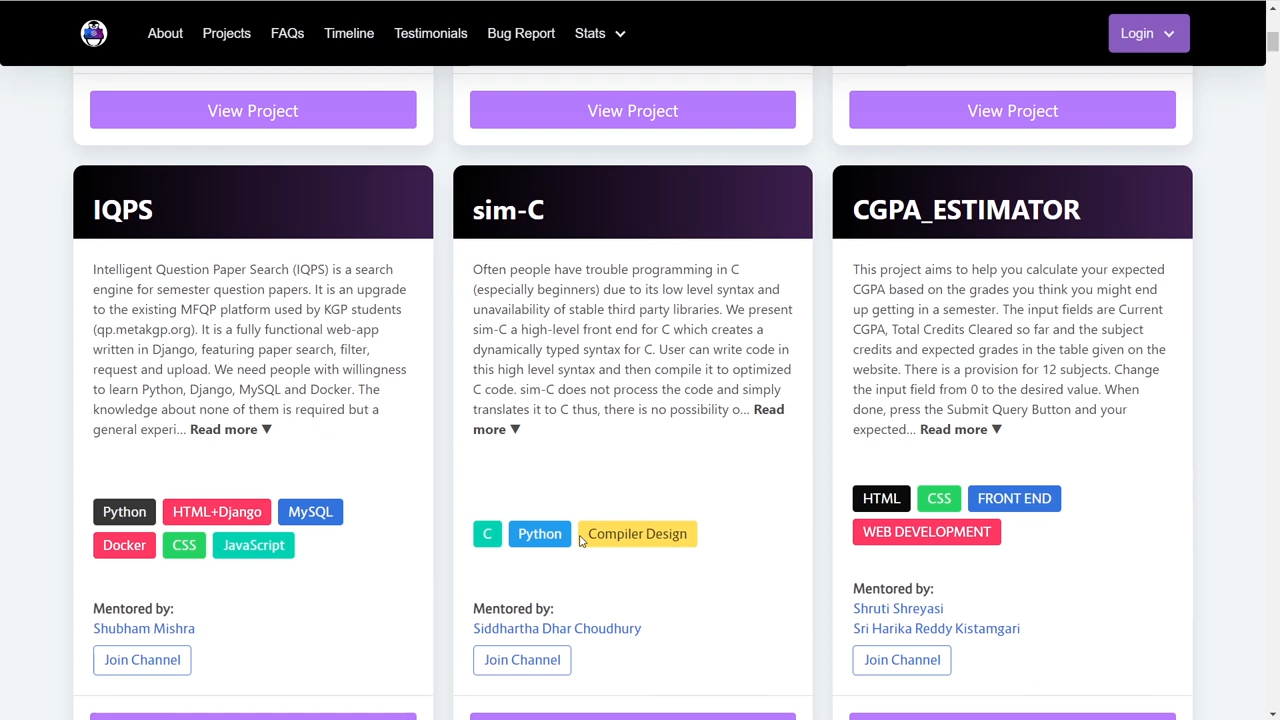 About Projects FAQs Timeline Testimonials Bug Report Stats Login
View Project View Project View Project
IQPS
Intelligent Question Paper Search (IQPS) is a search
engine for semester question papers. It is an upgrade
to the existing MFQP platform used by KGP students
(qp.metakgp.org). It is a fully functional web-app
written in Django, featuring paper search, filter,
request and upload. We need people with willingness
to learn Python, Django, MySQL and Docker. The
knowledge about none of them is required but a
general experi... Read more ▼
Python HTML+Django MySQL
Docker CSS JavaScript
Mentored by:
Shubham Mishra
Join Channel
sim-C
Often people have trouble programming in C
(especially beginners) due to its low level syntax and
unavailability of stable third party libraries. We present
sim-C a high-level front end for C which creates a
dynamically typed syntax for C. User can write code in
this high level syntax and then compile it to optimized
C code. sim-C does not process the code and simply
translates it to C thus, there is no possibility o... Read
more ▼
C Python Compiler Design
Mentored by:
Siddhartha Dhar Choudhury
Join Channel
CGPA_ESTIMATOR
This project aims to help you calculate your expected
CGPA based on the grades you think you might end
up getting in a semester. The input fields are Current
CGPA, Total Credits Cleared so far and the subject
credits and expected grades in the table given on the
website. There is a provision for 12 subjects. Change
the input field from 0 to the desired value. When
done, press the Submit Query Button and your
expected... Read more ▼
HTML CSS FRONT END
WEB DEVELOPMENT
Mentored by:
Shruti Shreyasi
Sri Harika Reddy Kistamgari
Join Channel